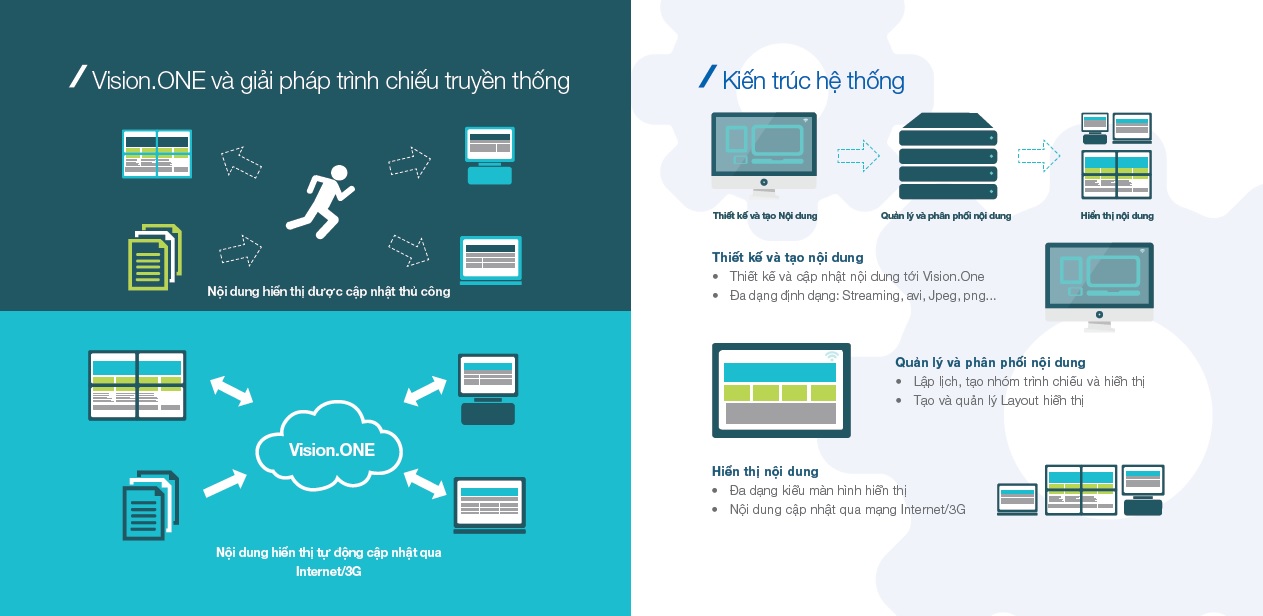 Vision.ONE và giải pháp trình chiếu truyền thống
Nội dung hiển thị được cập nhật thủ công
Vision.ONE
Nội dung hiển thị tự động cập nhật qua
Internet/3G
Kiến trúc hệ thống
Thiết kế và tạo Nội dung
Quản lý và phân phối nội dung
Hiển thị nội dung
Thiết kế và tạo nội dung
• Thiết kế và cập nhật nội dung tới Vision.One
• Đa dạng định dạng: Streaming, avi, Jpeg, png...
Quản lý và phân phối nội dung
• Lập lịch, tạo nhóm trình chiếu và hiển thị
• Tạo và quản lý Layout hiển thị
Hiển thị nội dung
• Đa dạng kiểu màn hình hiển thị
• Nội dung cập nhật qua mạng Internet/3G